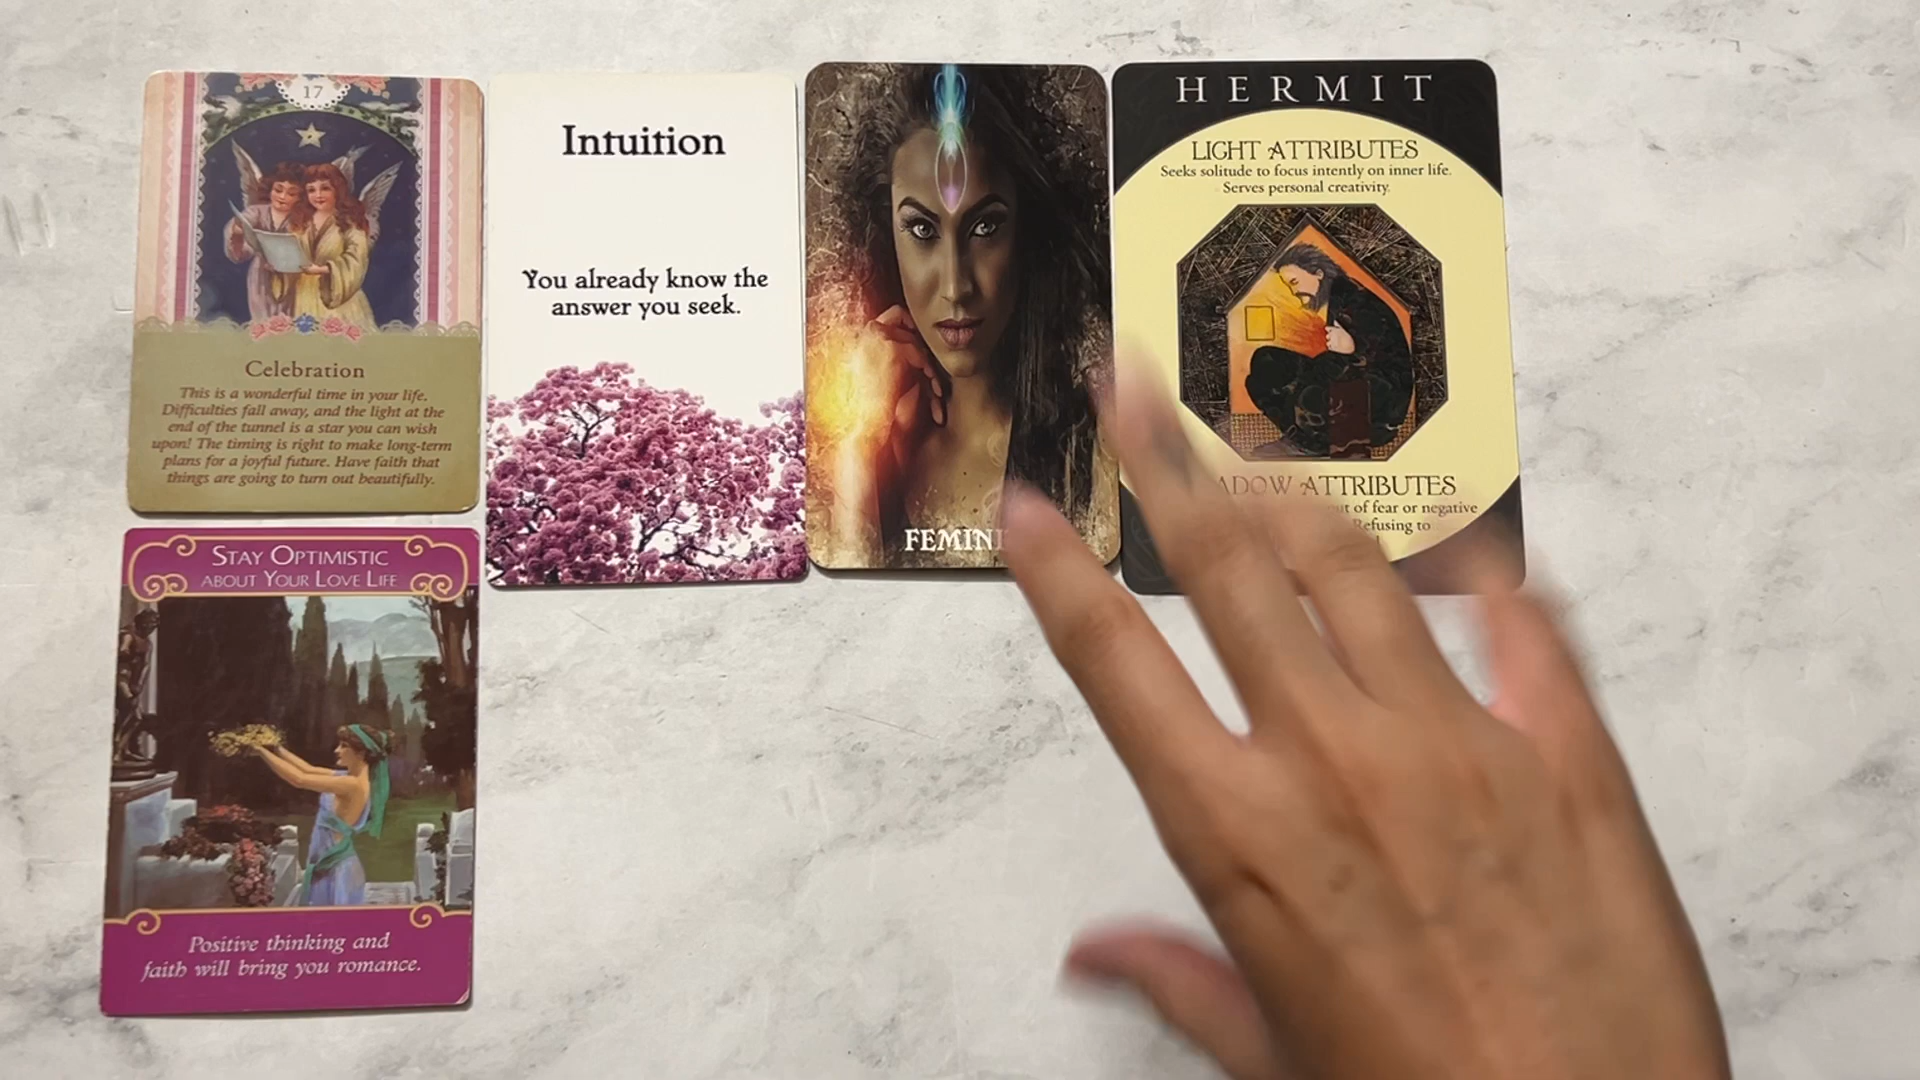 17
Celebration
This is a wonderful time in your life.
Difficulties fall away, and the light at the
end of the tunnel is a star you can wish
upon! The timing is right to make long-term
plans for a joyful future. Have faith that
things are going to turn out beautifully.
Intuition
You already know the
answer you seek.
FEMINI
HERMIT
LIGHT ATTRIBUTES
Seeks solitude to focus intently on inner life.
Serves personal creativity.
ADOW ATTRIBUTES
out of fear or negative
Refusing to
STAY OPTIMISTIC
ABOUT YOUR LOVE LIFE
Positive thinking and
faith will bring you romance.